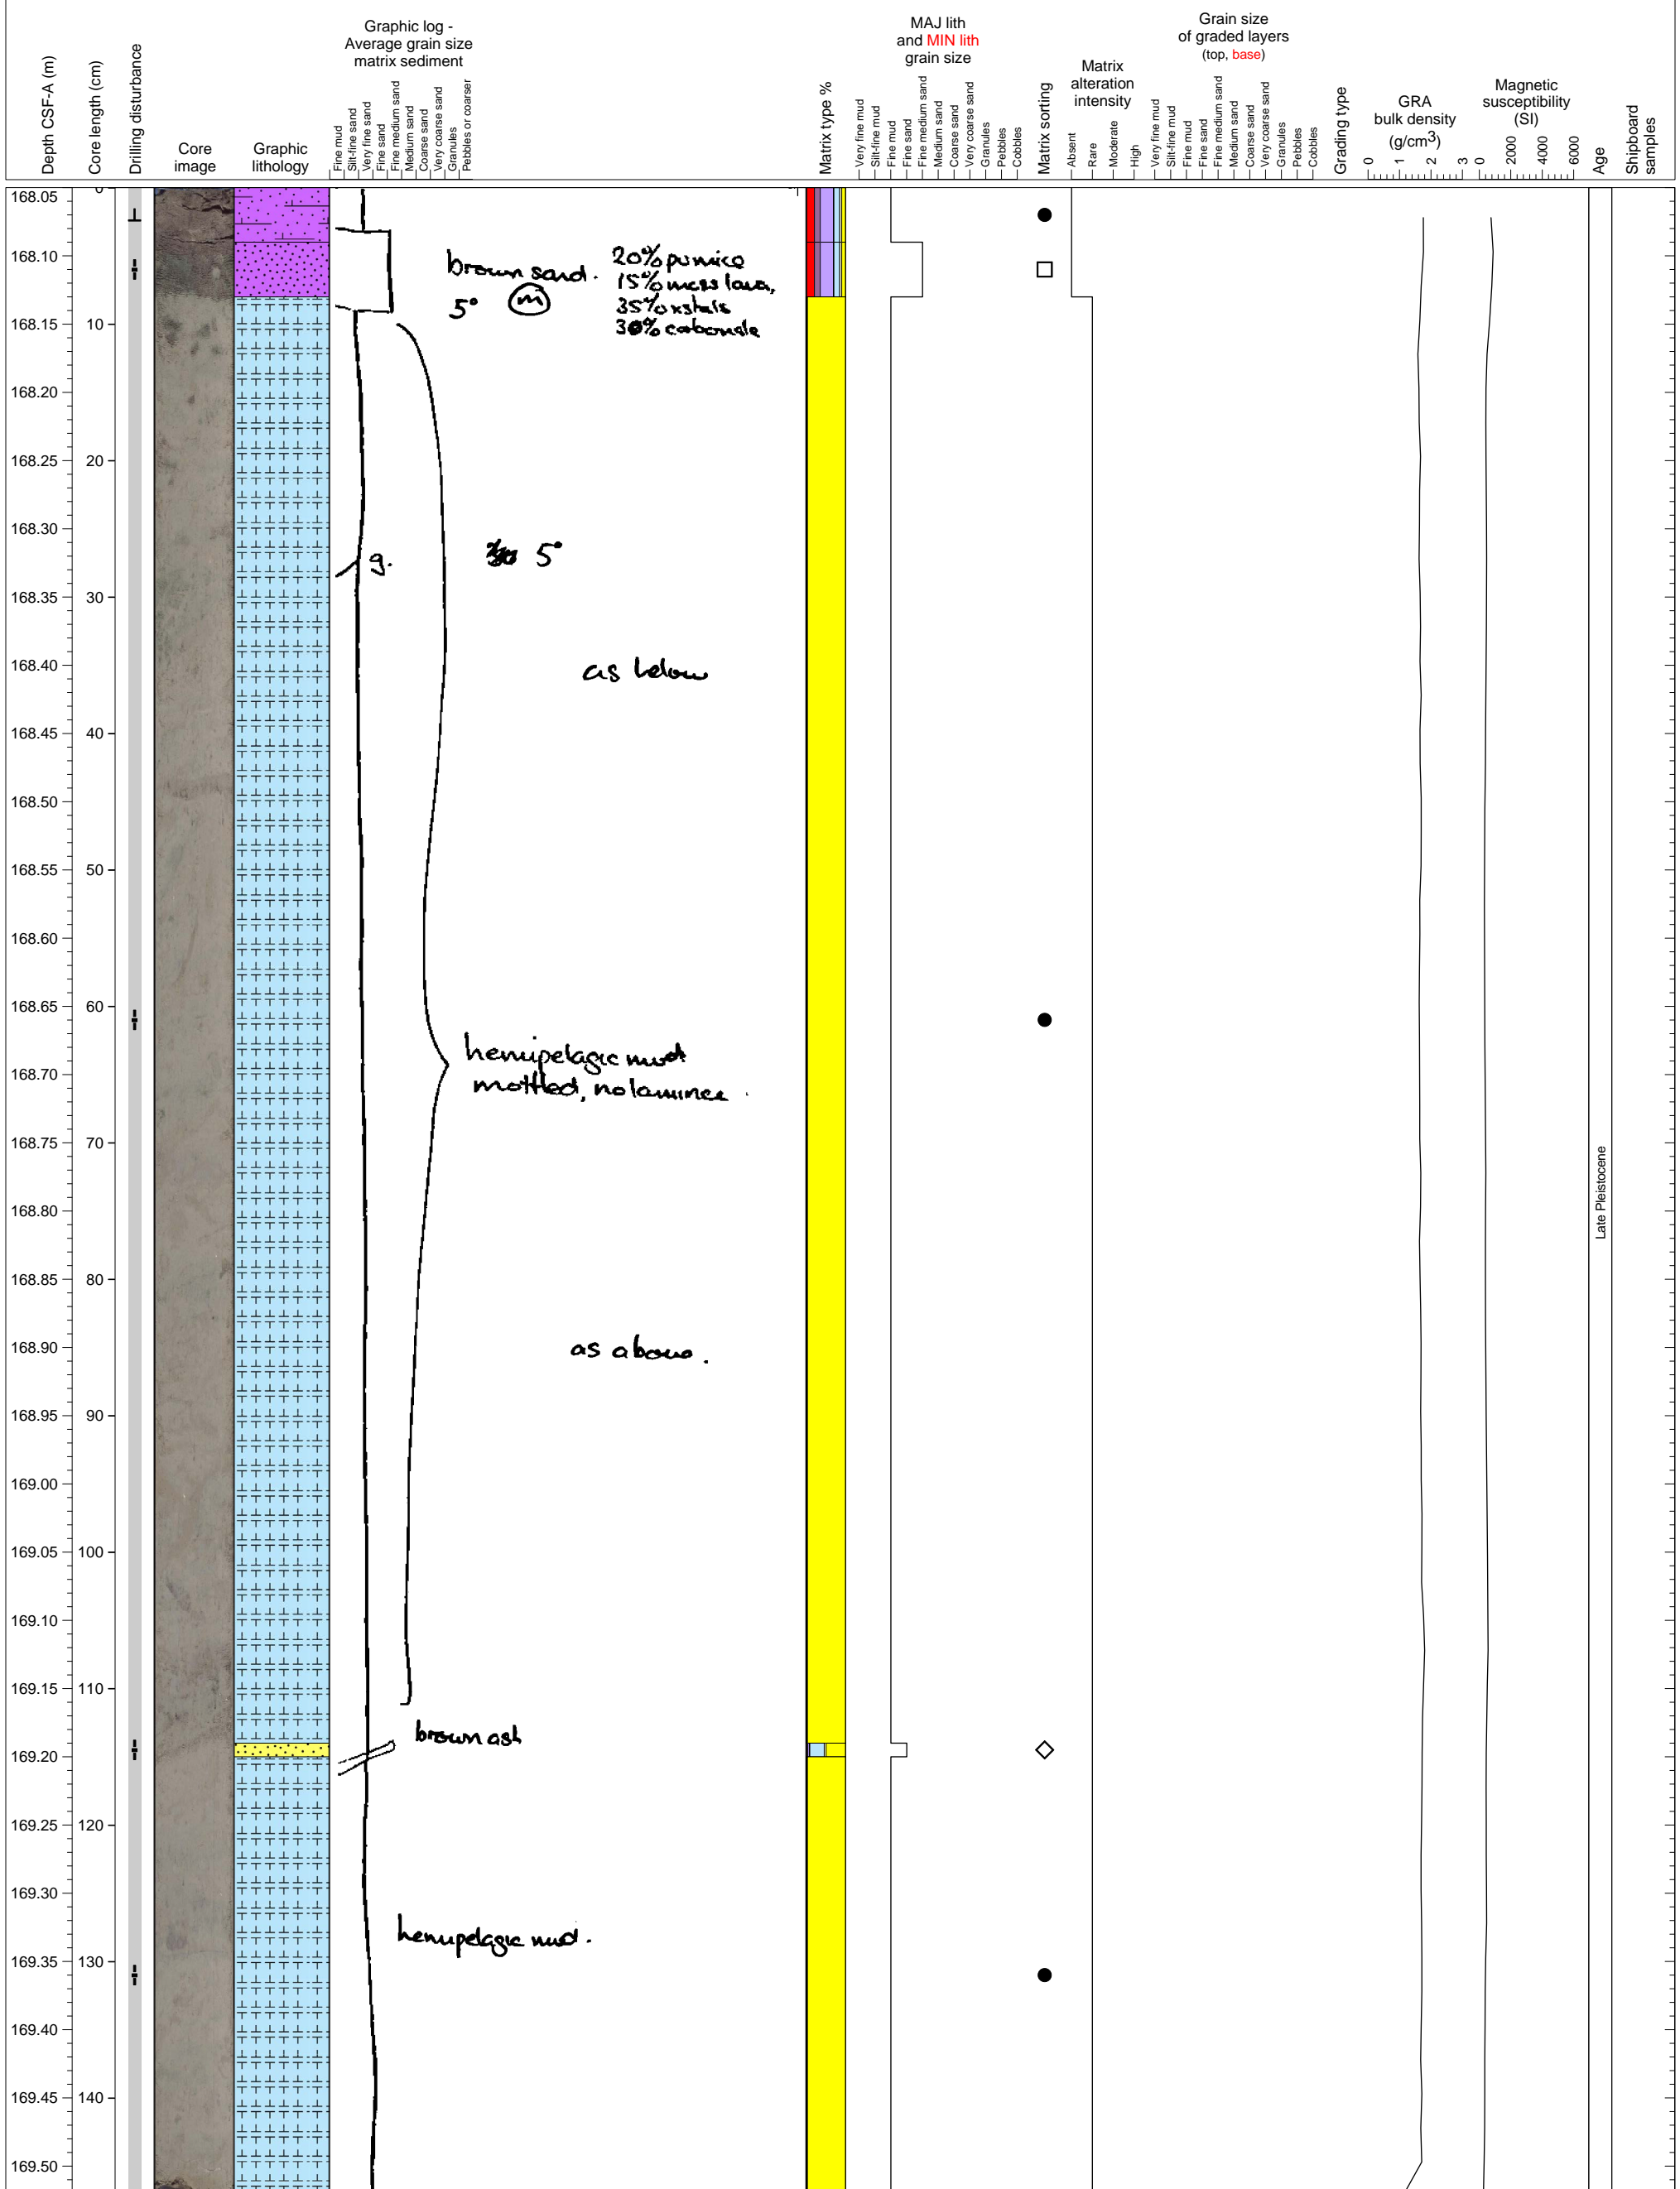 Depth CSF-A (m)
Core length (cm)
Drilling disturbance
Core
image
Graphic
lithology
Graphic log -
Average grain size
matrix sediment
Fine mud
Silt-fine sand
Very fine sand
Fine sand
Fine medium sand
Medium sand
Coarse sand
Very coarse sand
Granules
Pebbles or coarser
Matrix type %
MAJ lith
and MIN lith
grain size
Very fine mud
Silt-fine mud
Fine mud
Fine sand
Fine medium sand
Medium sand
Coarse sand
Very coarse sand
Granules
Pebbles
Cobbles
Matrix sorting
Matrix
alteration
intensity
Absent
Rare
Moderate
High
Grain size
of graded layers
(top, base)
Very fine mud
Silt-fine mud
Fine mud
Fine sand
Fine medium sand
Medium sand
Coarse sand
Very coarse sand
Granules
Pebbles
Cobbles
Grading type
GRA
bulk density
(g/cm3)
0 1 2 3
Magnetic
susceptibility
(SI)
0 2000 4000 6000
Age
Shipboard
samples
168.05
0
168.10
brown sand. 20% pumice
15% mass lava,
5° m 35% xstals
30% carbonate
168.15
10
168.20
168.25
20
168.30
g. 5°
168.35
30
168.40
as below
168.45
40
168.50
168.55
50
168.60
168.65
60
hemipelagic mud
168.70
mottled, no laminae
168.75
70
168.80
Late Pleistocene
168.85
80
168.90
as above.
168.95
90
169.00
169.05
100
169.10
169.15
110
brown ash
169.20
169.25
120
169.30
hemipelagic mud.
169.35
130
169.40
169.45
140
169.50